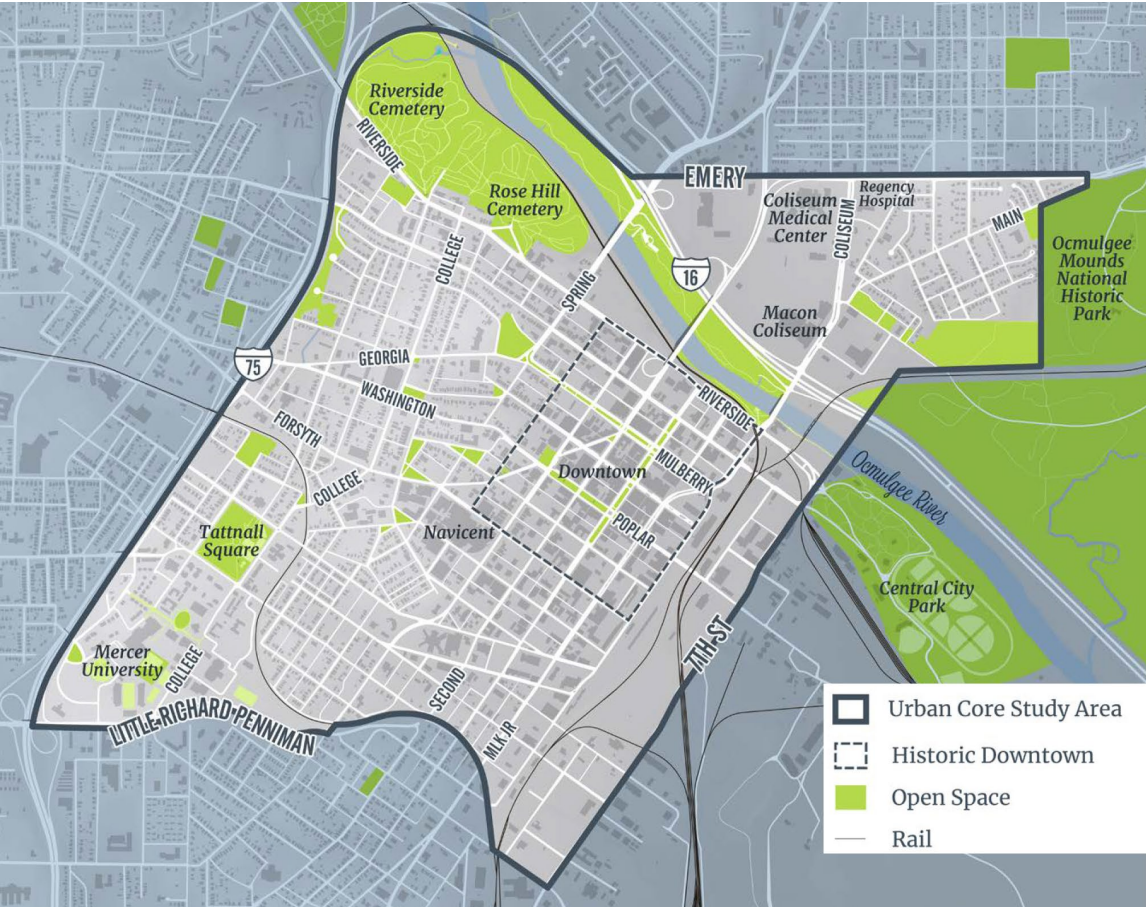 Riverside
Cemetery
RIVERSIDE
Rose Hill
Cemetery
EMERY
Coliseum
Medical
Center
COLISEUM
Regency
Hospital
MAIN
Ocmulgee
Mounds
National
Historic
Park
COLLEGE
SPRING
16
Macon
Coliseum
75
GEORGIA
WASHINGTON
FORSYTH
COLLEGE
RIVERSIDE
MULBERRY
Downtown
POPLAR
Navicent
Tattnall
Square
Ocmulgee River
Central City
Park
Mercer
University
COLLEGE
LITTLE RICHARD PENNIMAN
SECOND
MLK JR
7TH ST
Urban Core Study Area
Historic Downtown
Open Space
Rail